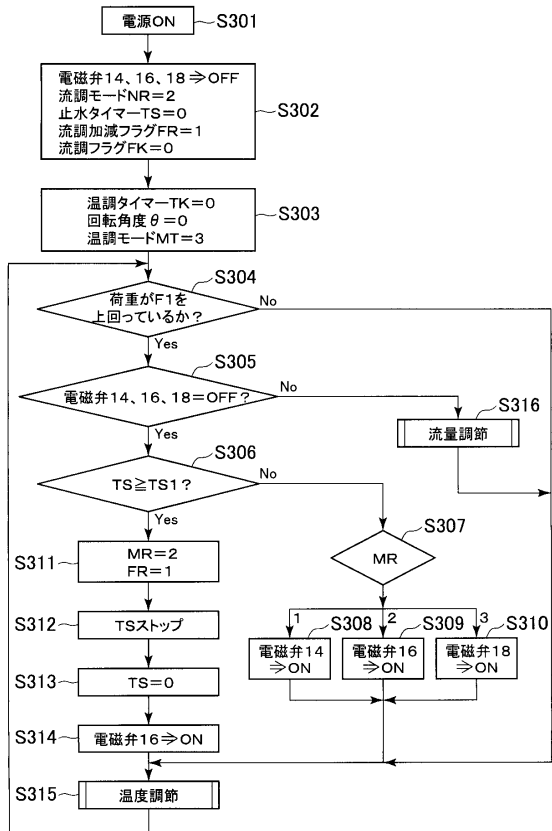 電源ON
S301
電磁弁14、16、18⇒OFF
流調モードNR=2
止水タイマーTS=0
流調加減フラグFR=1
流調フラグFK=0
S302
温調タイマーTK=0
回転角度θ=0
温調モードMT=3
S303
S304
荷重がF1を
上回っているか?
No
Yes
S305
電磁弁14、16、18=OFF?
No
Yes
S316
流量調節
S306
TS≧TS1?
No
Yes
S307
MR
S311
MR=2
FR=1
1
S308
2
S309
3
S310
電磁弁14
⇒ON
電磁弁16
⇒ON
電磁弁18
⇒ON
S312
TSストップ
S313
TS=0
S314
電磁弁16⇒ON
S315
温度調節